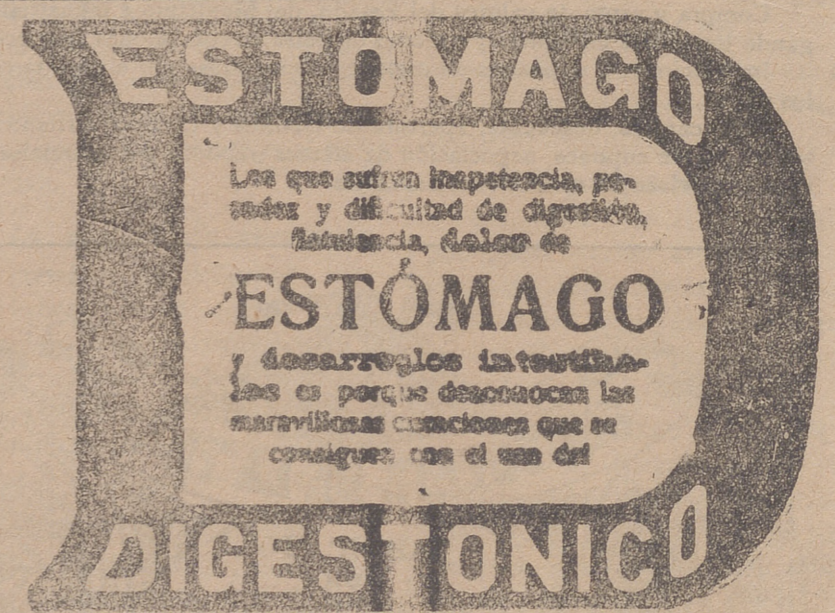 ESTOMAGO
Los que sufren inapetencia, pe-
sadez y dificultad de digestión,
flatulencia, dolor de
ESTÓMAGO
y desarreglos intestina-
les es porque desconocen las
maravillosas curaciones que se
consiguen con el uso del
DIGESTONICO